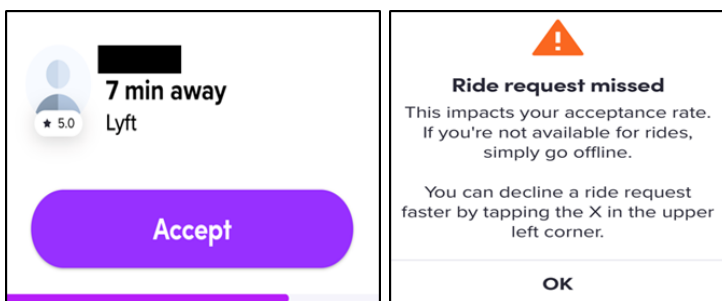 7 min away
★ 5.0
Lyft
Accept
Ride request missed
This impacts your acceptance rate.
If you're not available for rides,
simply go offline.
You can decline a ride request
faster by tapping the X in the upper
left corner.
OK